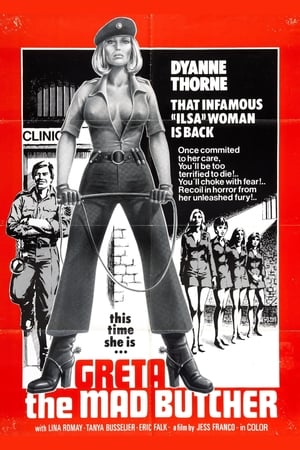 DYANNE
THORNE
THAT INFAMOUS
"ILSA" WOMAN
IS BACK
CLINIC
Once commited
to her care,
You'll be too
terrified to die!..
You'll choke with fear!..
Recoil in horror from
her unleashed fury!..
this
time
she is
...
GRETA
the MAD BUTCHER
with LINA ROMAY - TANYA BUSSELIER - ERIC FALK - a film by JESS FRANCO - in COLOR